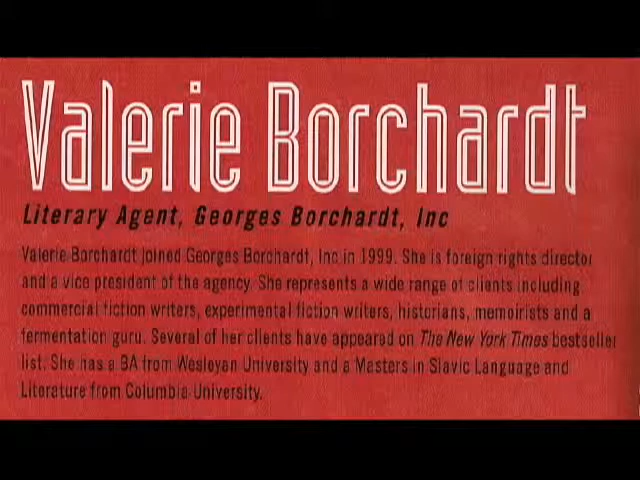 Valerie Borchardt
Literary Agent, Georges Borchardt, Inc
Valerie Borchardt joined Georges Borchardt, Inc in 1999. She is foreign rights director
and a vice president of the agency. She represents a wide range of clients including
commercial fiction writers, experimental fiction writers, historians, memoirists and a
fermentation guru. Several of her clients have appeared on The New York Times bestseller
list. She has a BA from Wesleyan University and a Masters in Slavic Language and
Literature from Columbia University.